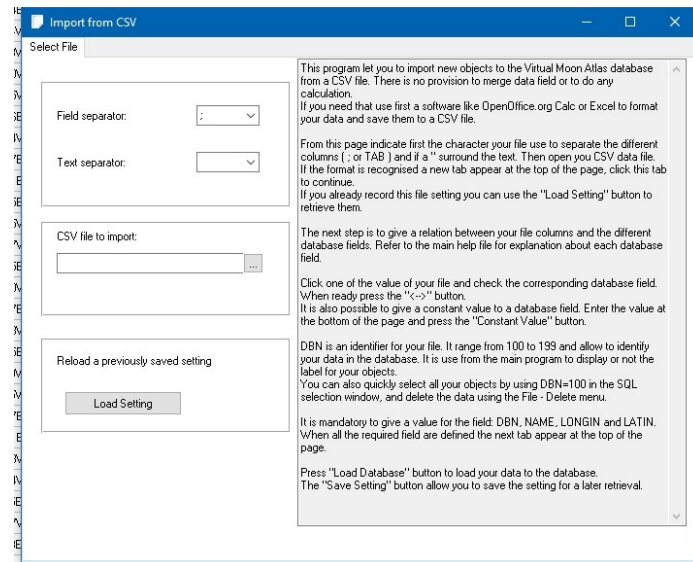 Import from CSV
Select File
Field separator:
;
Text separator:
CSV file to import:
...
Reload a previously saved setting
Load Setting
This program let you to import new objects to the Virtual Moon Atlas database
from a CSV file. There is no provision to merge data field or to do any
calculation.
If you need that use first a software like OpenOffice.org Calc or Excel to format
your data and save them to a CSV file.
From this page indicate first the character your file use to separate the different
columns ( ; or TAB ) and if a " surround the text. Then open you CSV data file.
If the format is recognised a new tab appear at the top of the page, click this tab
to continue.
If you already record this file setting you can use the "Load Setting" button to
retrieve them.
The next step is to give a relation between your file columns and the different
database fields. Refer to the main help file for explanation about each database
field.
Click one of the value of your file and check the corresponding database field.
When ready press the "<-->" button.
It is also possible to give a constant value to a database field. Enter the value at
the bottom of the page and press the "Constant Value" button.
DBN is an identifier for your file. It range from 100 to 199 and allow to identify
your data in the database. It is use from the main program to display or not the
label for your objects.
You can also quickly select all your objects by using DBN=100 in the SQL
selection window, and delete the data using the File - Delete menu.
It is mandatory to give a value for the field: DBN, NAME, LONGIN and LATIN.
When all the required field are defined the next tab appear at the top of the
page.
Press "Load Database" button to load your data to the database.
The "Save Setting" button allow you to save the setting for a later retrieval.